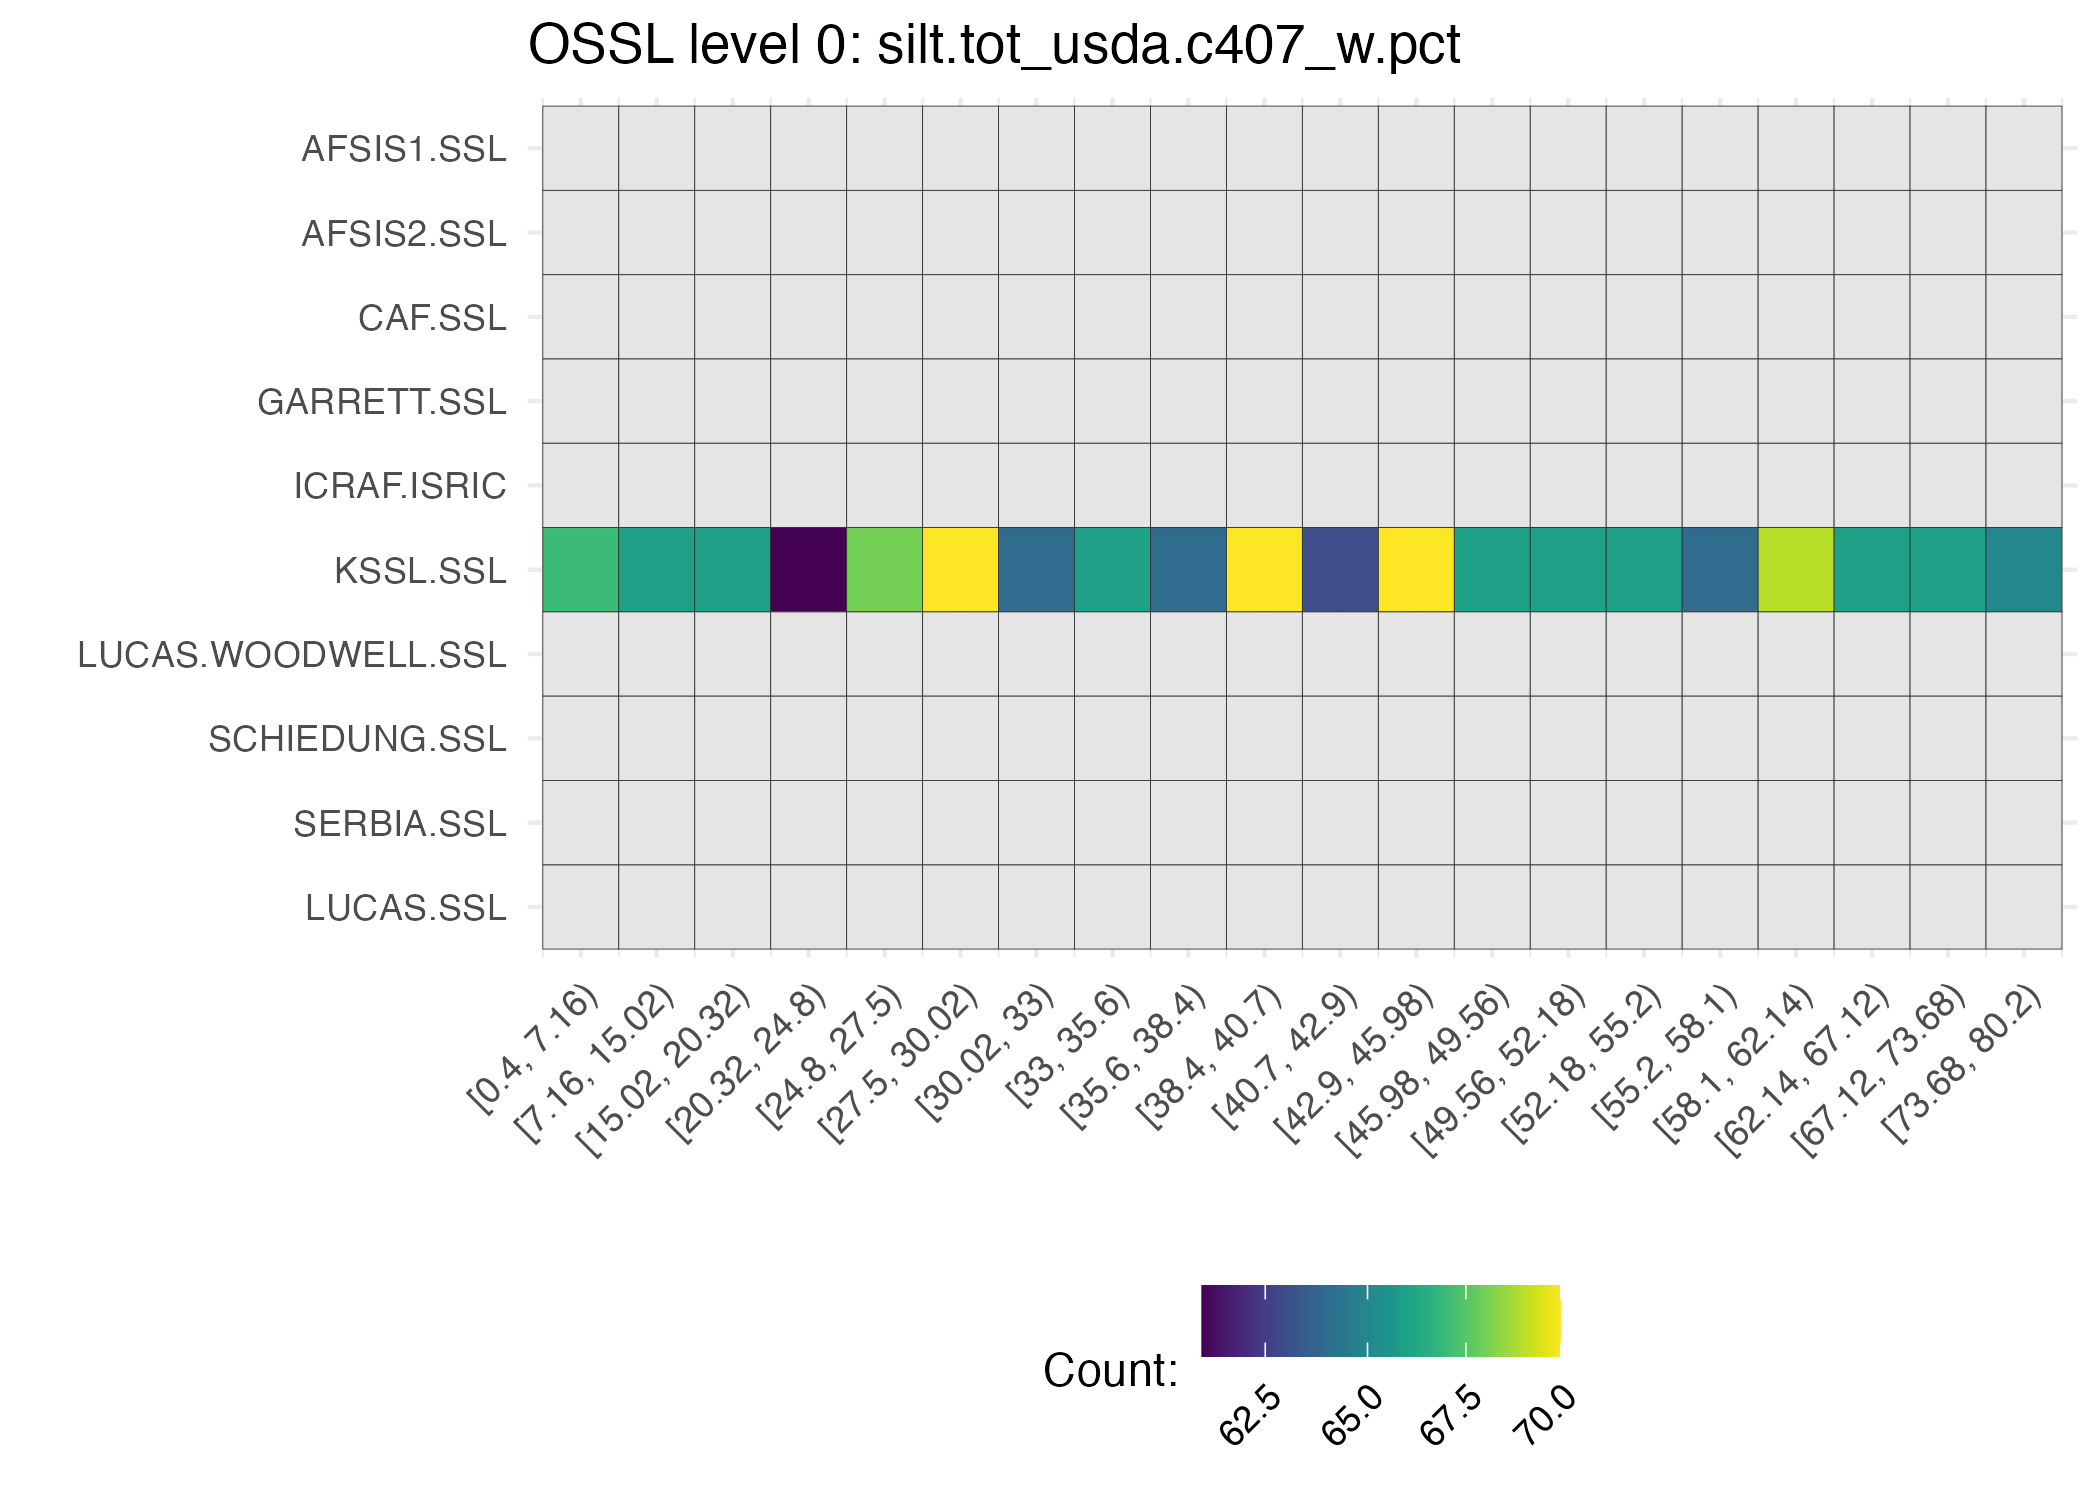 OSSL level 0: silt.tot_usda.c407_w.pct
AFSIS1.SSL
AFSIS2.SSL
CAF.SSL
GARRETT.SSL
ICRAF.ISRIC
KSSL.SSL
LUCAS.WOODWELL.SSL
SCHIEDUNG.SSL
SERBIA.SSL
LUCAS.SSL
[0.4, 7.16)
[7.16, 15.02)
[15.02, 20.32)
[20.32, 24.8)
[24.8, 27.5)
[27.5, 30.02)
[30.02, 33)
[33, 35.6)
[35.6, 38.4)
[38.4, 40.7)
[40.7, 42.9)
[42.9, 45.98)
[45.98, 49.56)
[49.56, 52.18)
[52.18, 55.2)
[55.2, 58.1)
[58.1, 62.14)
[62.14, 67.12)
[67.12, 73.68)
[73.68, 80.2)
Count:
62.5
65.0
67.5
70.0